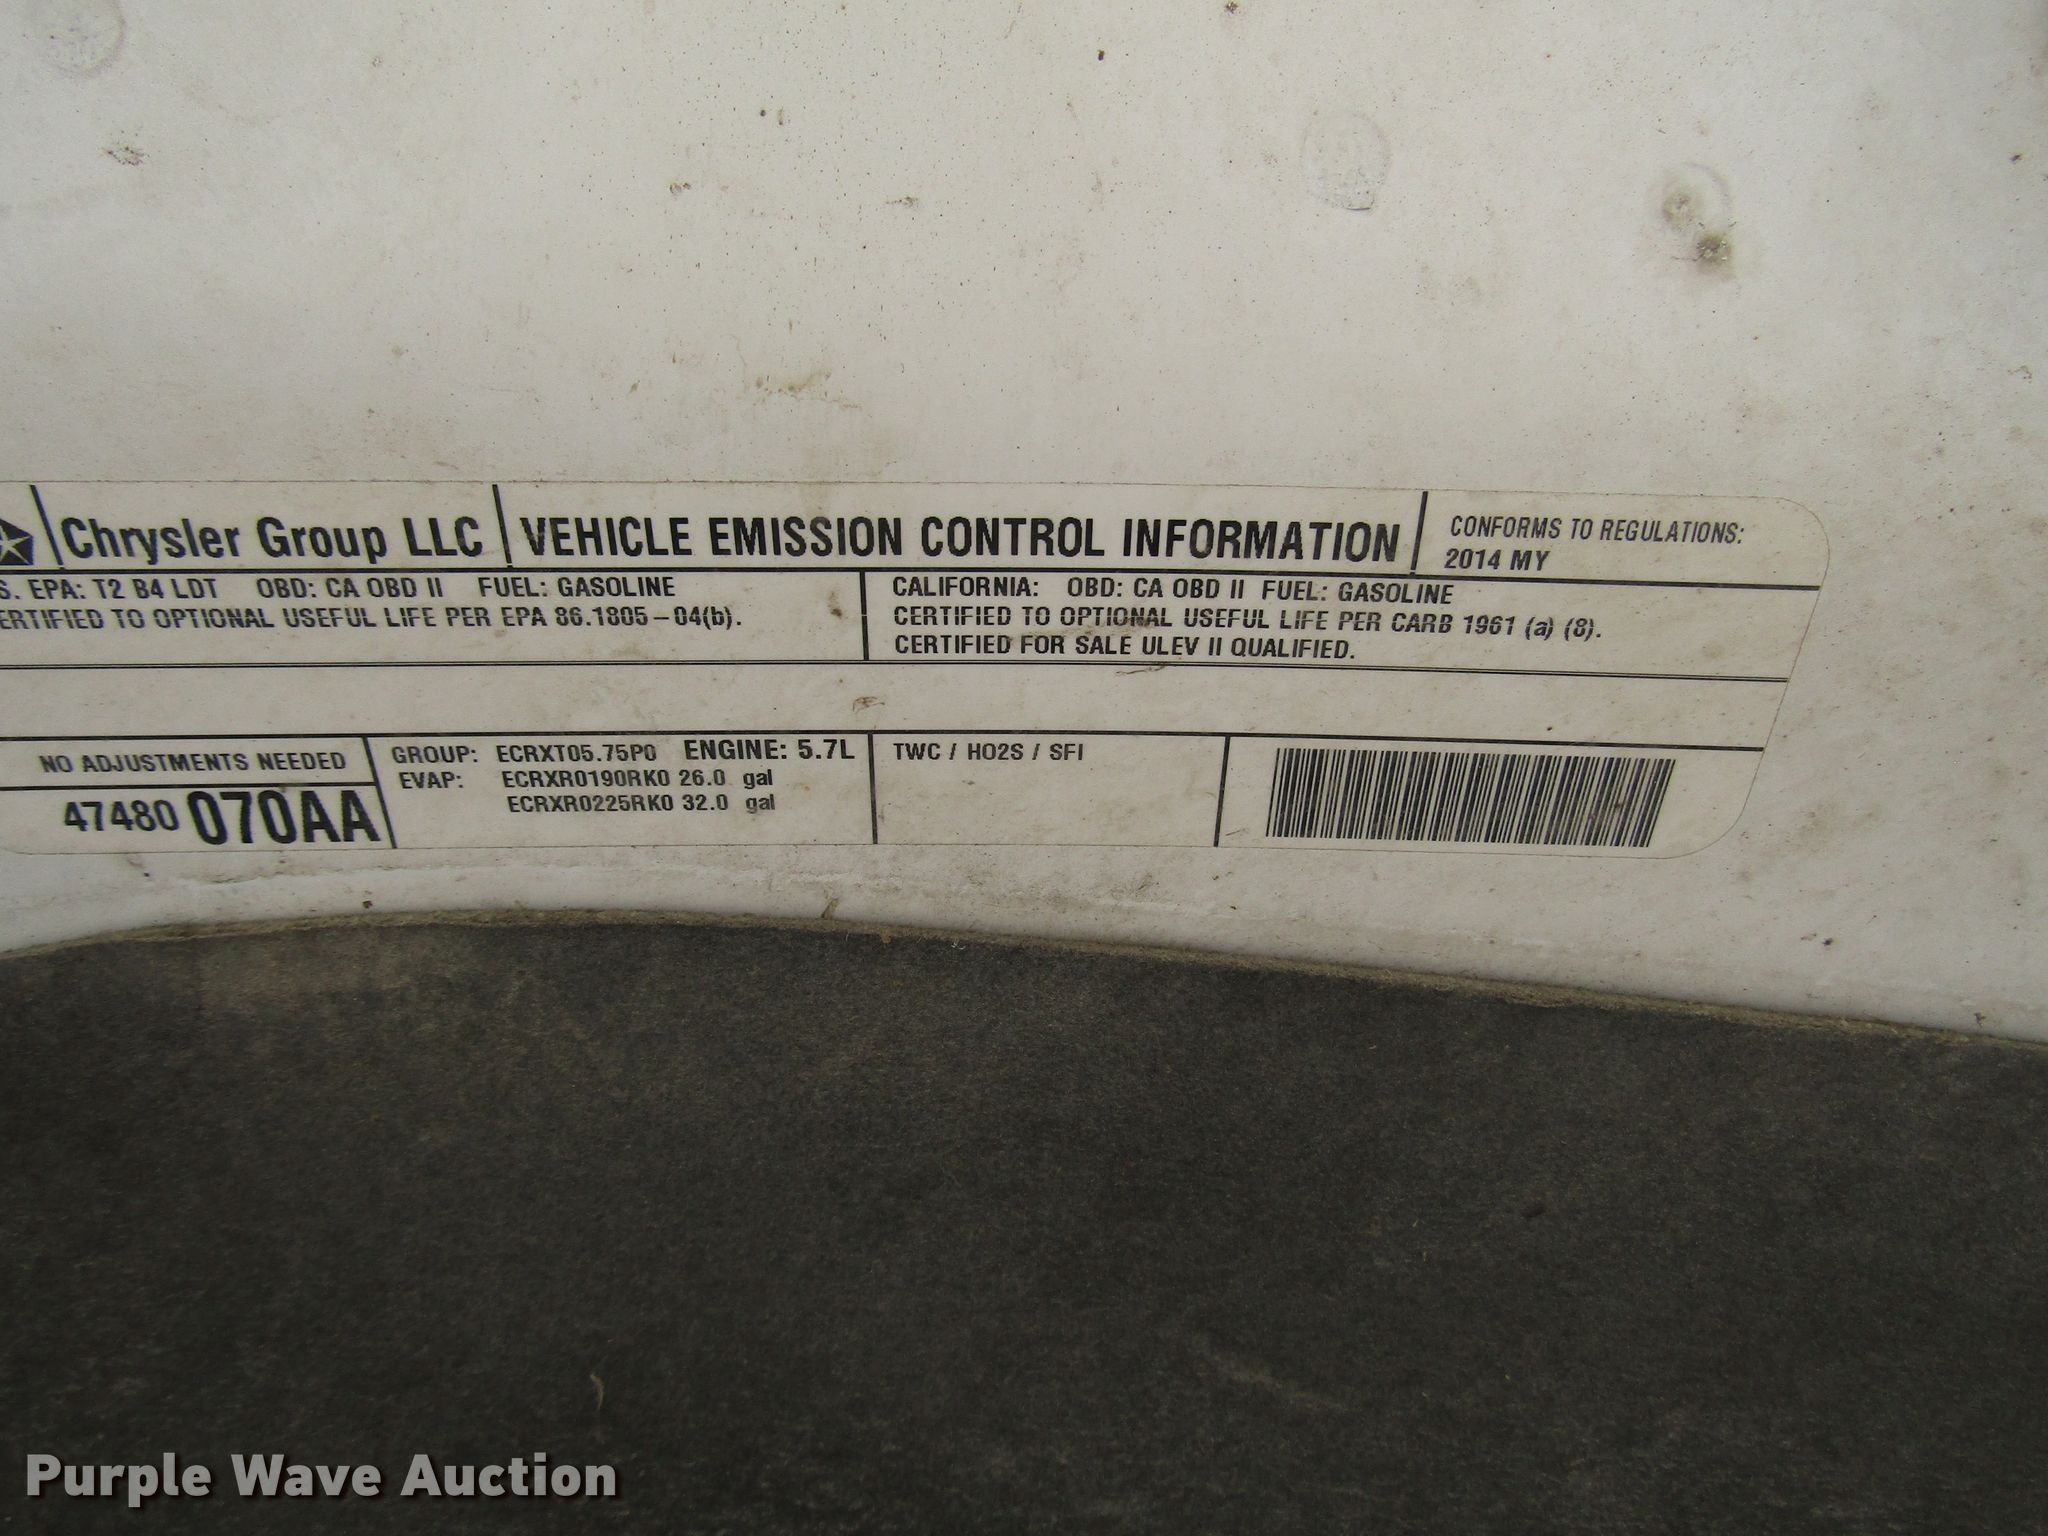 Chrysler Group LLC VEHICLE EMISSION CONTROL INFORMATION
CONFORMS TO REGULATIONS:
2014 MY
S. EPA: T2 B4 LDT OBD: CA OBD II FUEL: GASOLINE
ERTIFIED TO OPTIONAL USEFUL LIFE PER EPA 86.1805-04(b).
CALIFORNIA: OBD: CA OBD II FUEL: GASOLINE
CERTIFIED TO OPTIONAL USEFUL LIFE PER CARB 1961 (a) (8).
CERTIFIED FOR SALE ULEV II QUALIFIED.
NO ADJUSTMENTS NEEDED
47480 070AA
GROUP: ECRXT05.75P0 ENGINE: 5.7L
EVAP: ECRXR0190RK0 26.0 gal
ECRXR0225RK0 32.0 gal
TWC / HO2S / SFI
Purple Wave Auction